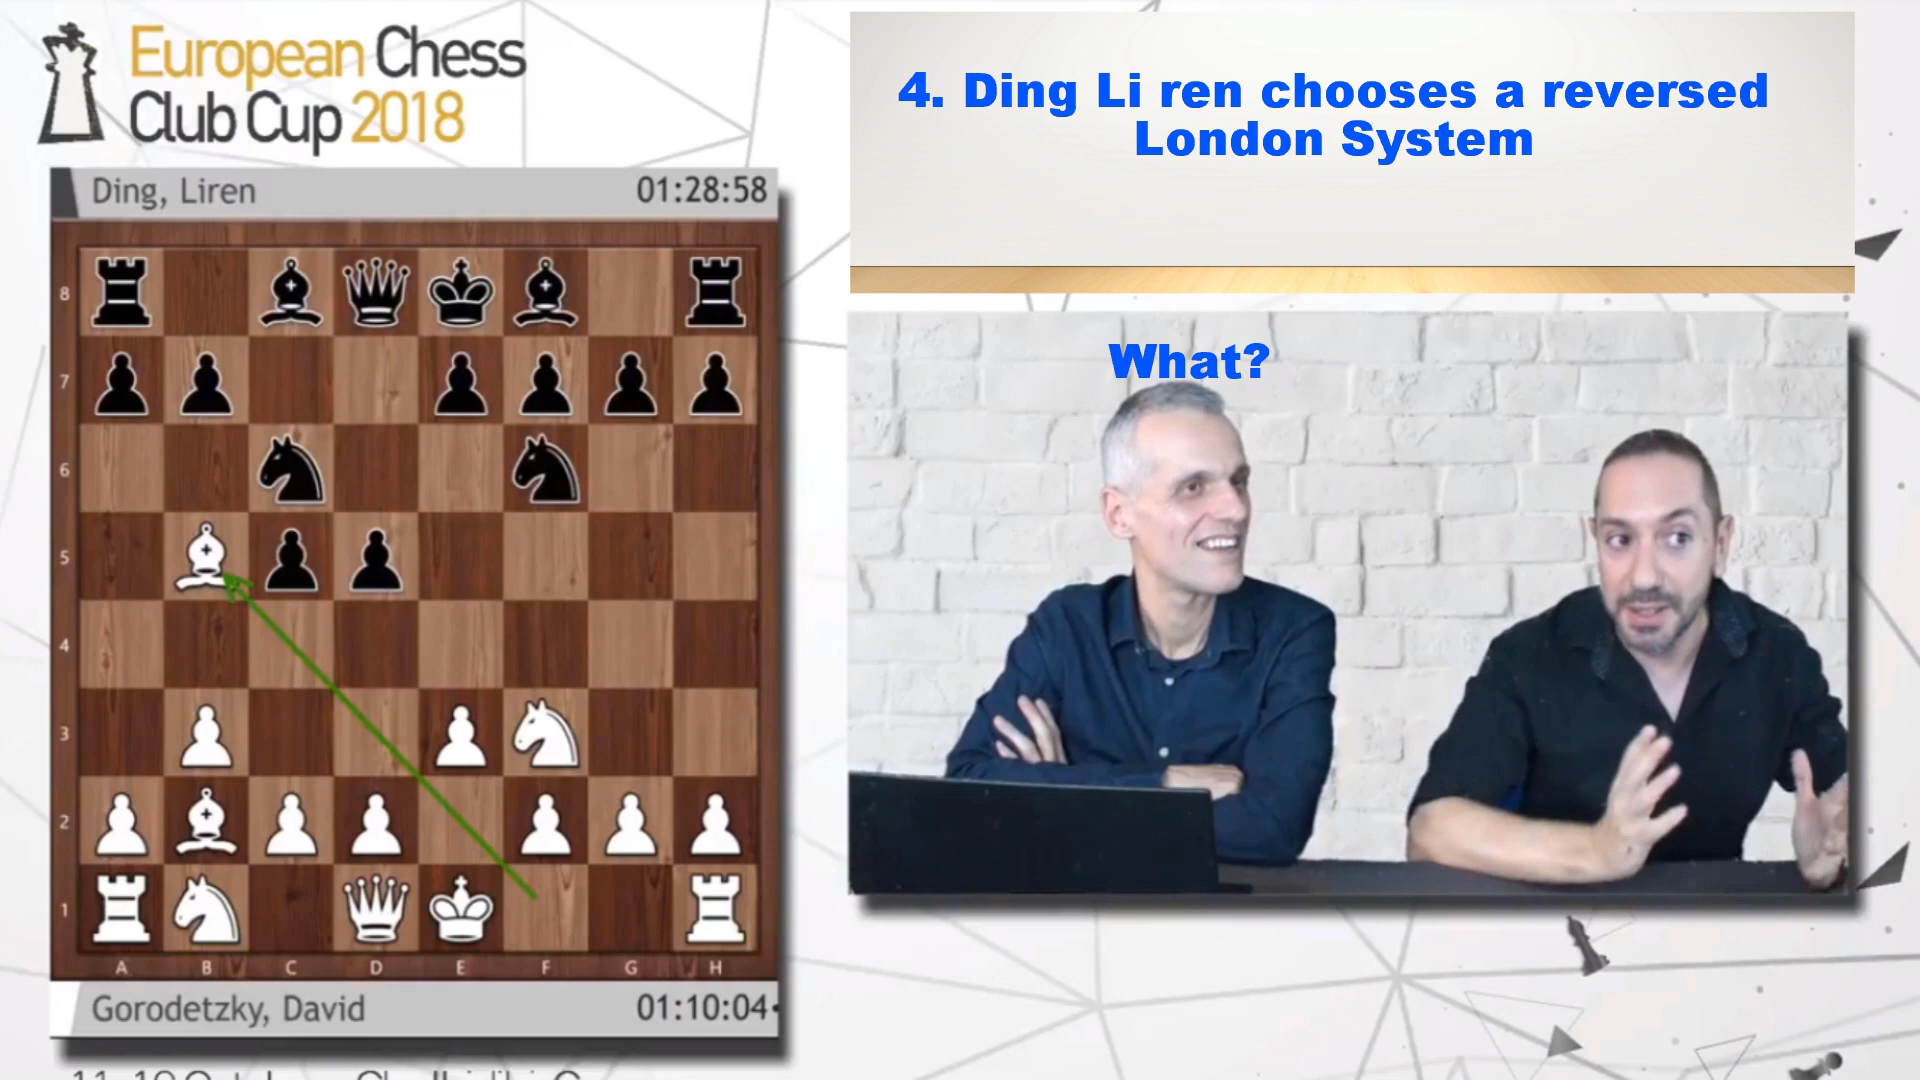 European Chess
Club Cup 2018
4. Ding Li ren chooses a reversed
London System
Ding, Liren 01:28:58
What?
8
7
6
5
4
3
2
1
A B C D E F G H
Gorodetzky, David 01:10:04